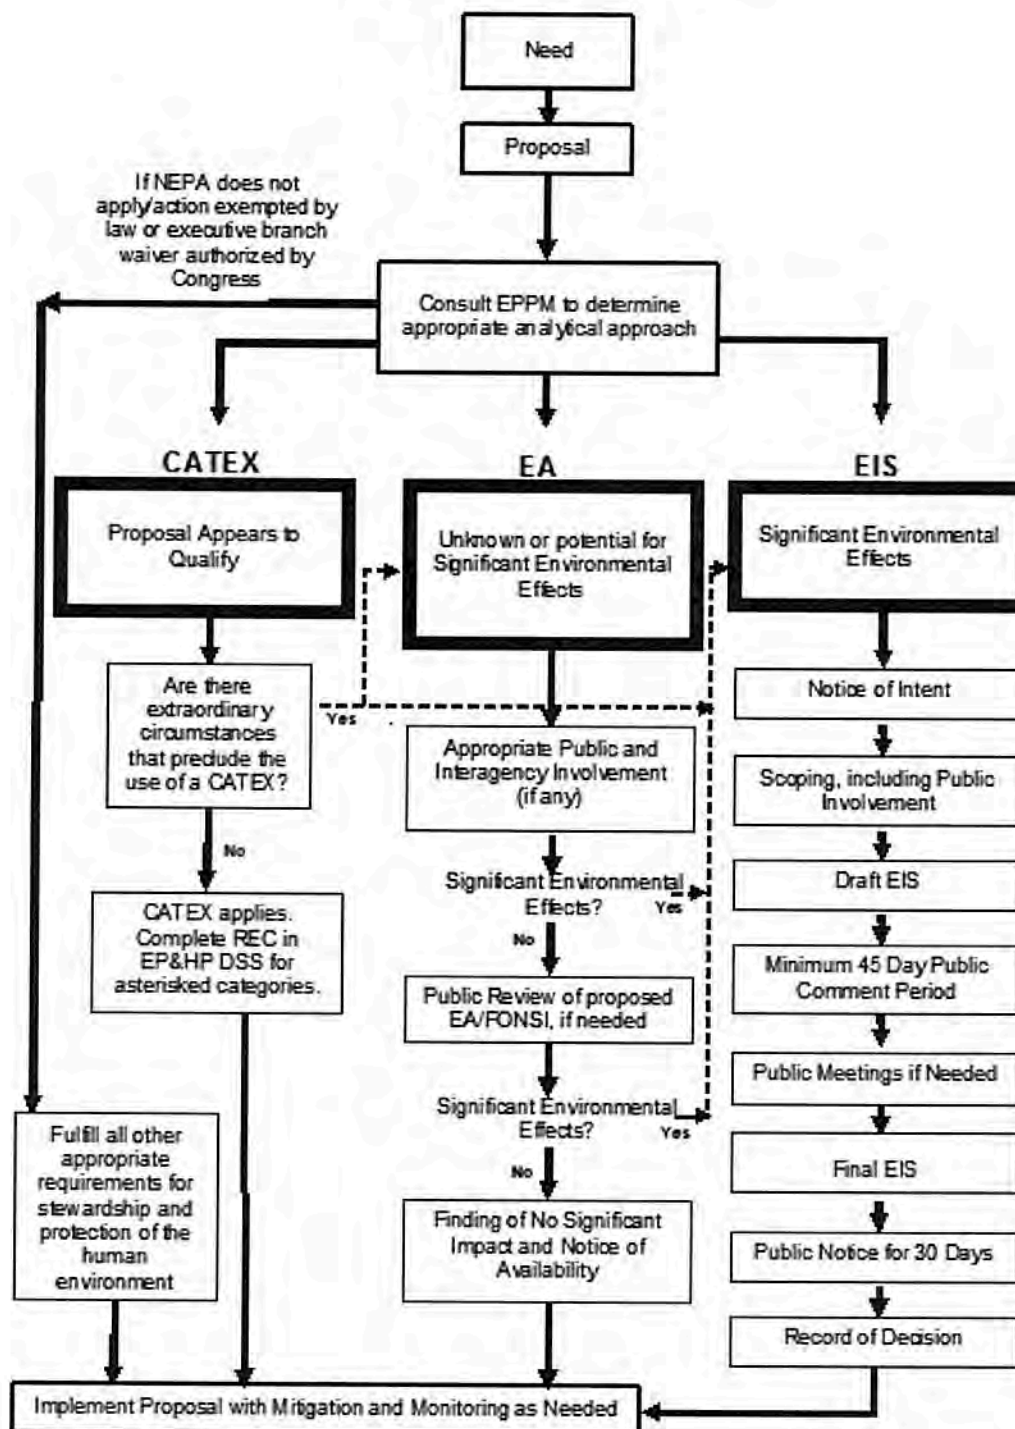 Need
Proposal
If NEPA does not
apply/action exempted by
law or executive branch
waiver authorized by
Congress
Consult EPPM to determine
appropriate analytical approach
CATEX
Proposal Appears to
Qualify
Are there
extraordinary
circumstances
that preclude the
use of a CATEX?
Yes
No
CATEX applies.
Complete REC in
EP&HP DSS for
asterisked categories.
Fulfill all other
appropriate
requirements for
stewardship and
protection of the
human
environment
EA
Unknown or potential for
Significant Environmental
Effects
Appropriate Public and
Interagency Involvement
(if any)
Significant Environmental
Effects?
Yes
No
Public Review of proposed
EA/FONSI, if needed
Significant Environmental
Effects?
Yes
No
Finding of No Significant
Impact and Notice of
Availability
EIS
Significant Environmental
Effects
Notice of Intent
Scoping, including Public
Involvement
Draft EIS
Minimum 45 Day Public
Comment Period
Public Meetings if Needed
Final EIS
Public Notice for 30 Days
Record of Decision
Implement Proposal with Mitigation and Monitoring as Needed